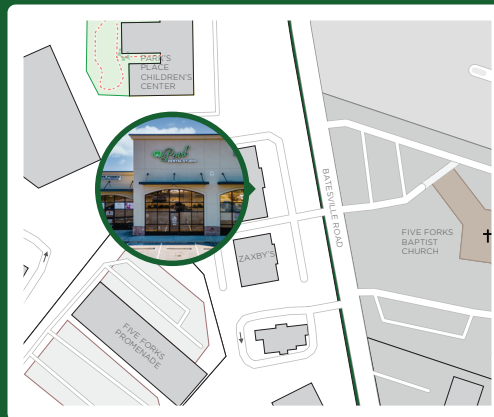 PARK'S
PLACE
CHILDREN'S
CENTER
BATESVILLE ROAD
FIVE FORKS
BAPTIST
CHURCH
ZAXBY'S
FIVE FORKS
PROMENADE